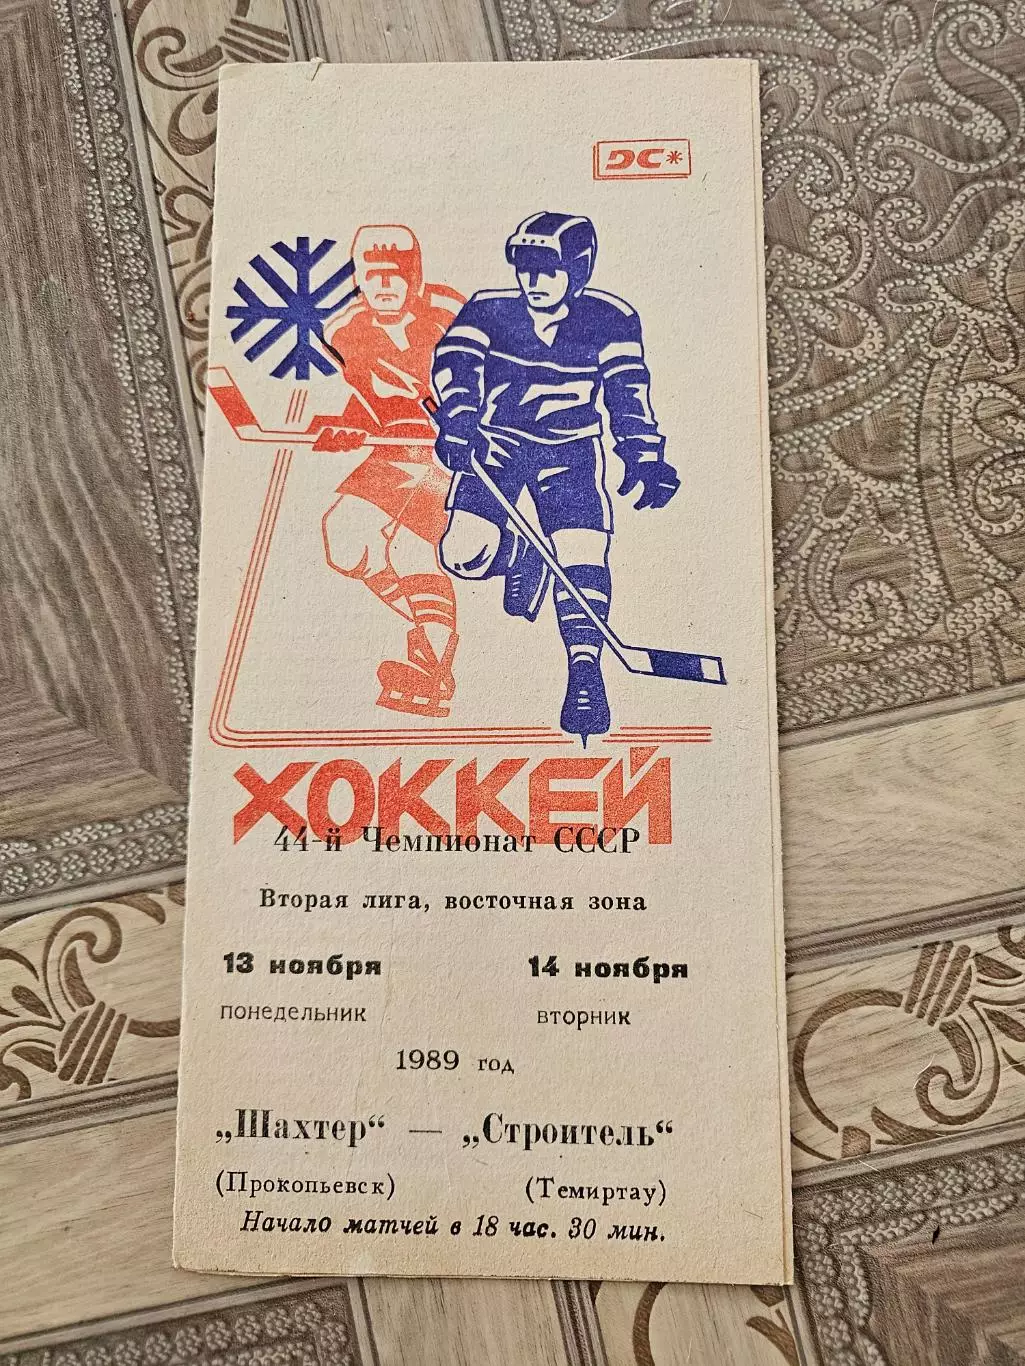 ЭС*
ХОККЕЙ
44-й Чемпионат СССР
Вторая лига, восточная зона
13 ноября 14 ноября
понедельник вторник
1989 год
„Шахтер“ — „Строитель“
(Прокопьевск) (Темиртау)
Начало матчей в 18 час. 30 мин.